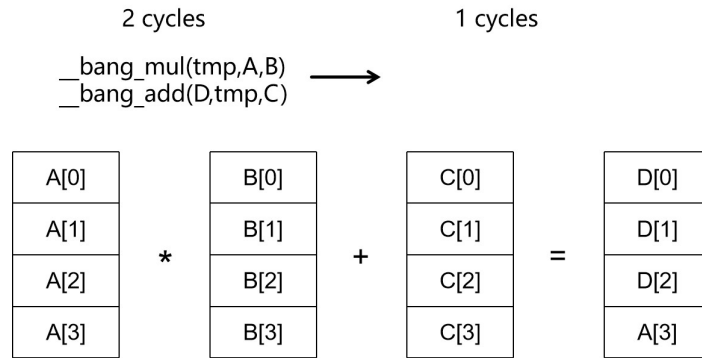 2 cycles 1 cycles
__bang_mul(tmp,A,B)
__bang_add(D,tmp,C)
A[0] B[0] C[0] D[0]
A[1] B[1] C[1] D[1]
* + =
A[2] B[2] C[2] D[2]
A[3] B[3] C[3] A[3]